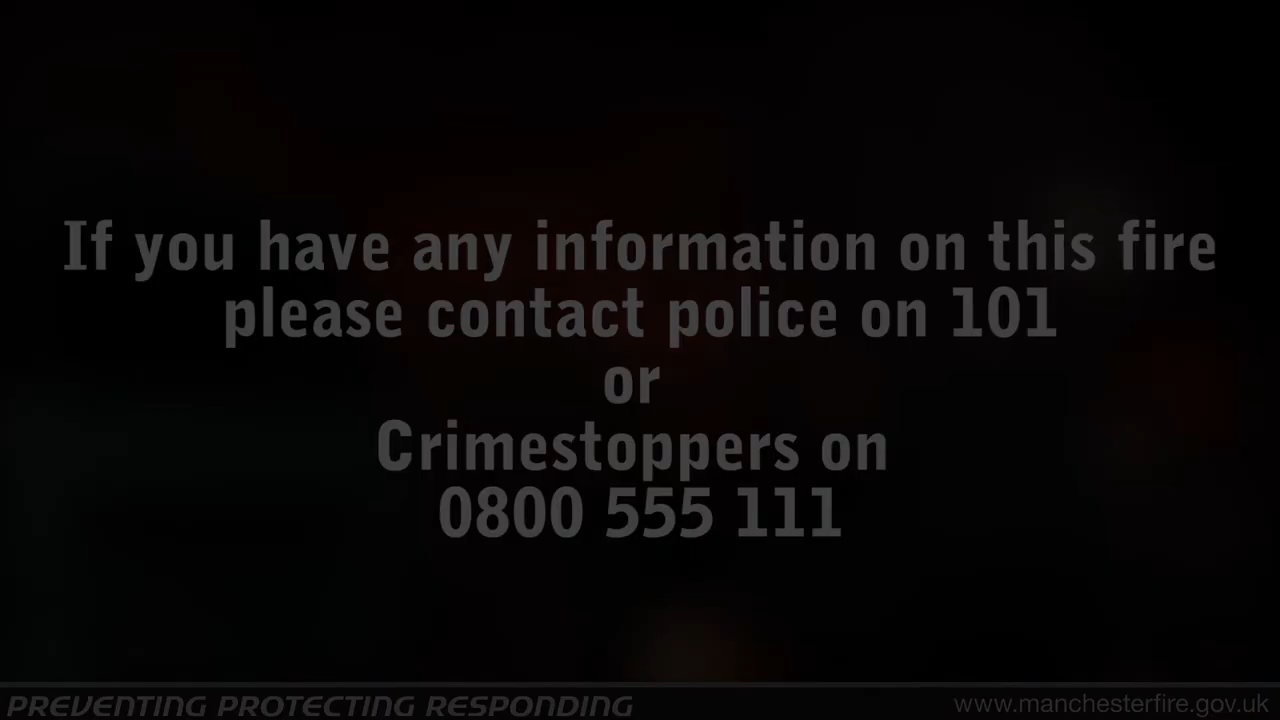 If you have any information on this fire
please contact police on 101
or
Crimestoppers on
0800 555 111
PREVENTING PROTECTING RESPONDING
www.manchesterfire.gov.uk